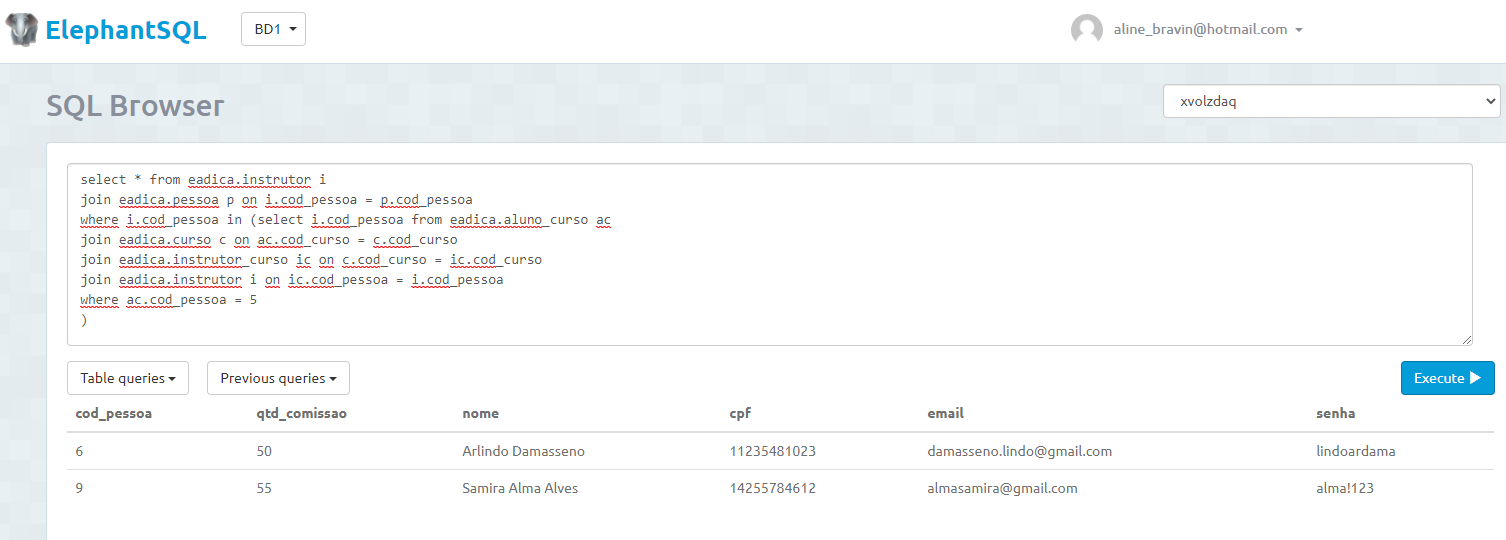 ElephantSQL BD1 aline_bravin@hotmail.com
SQL Browser xvolzdaq
select * from eadica.instrutor i
join eadica.pessoa p on i.cod_pessoa = p.cod_pessoa
where i.cod_pessoa in (select i.cod_pessoa from eadica.aluno_curso ac
join eadica.curso c on ac.cod_curso = c.cod_curso
join eadica.instrutor_curso ic on c.cod_curso = ic.cod_curso
join eadica.instrutor i on ic.cod_pessoa = i.cod_pessoa
where ac.cod_pessoa = 5
)
Table queries Previous queries Execute
cod_pessoa qtd_comissao nome cpf email senha
6 50 Arlindo Damasseno 11235481023 damasseno.lindo@gmail.com lindoardama
9 55 Samira Alma Alves 14255784612 almasamira@gmail.com alma!123